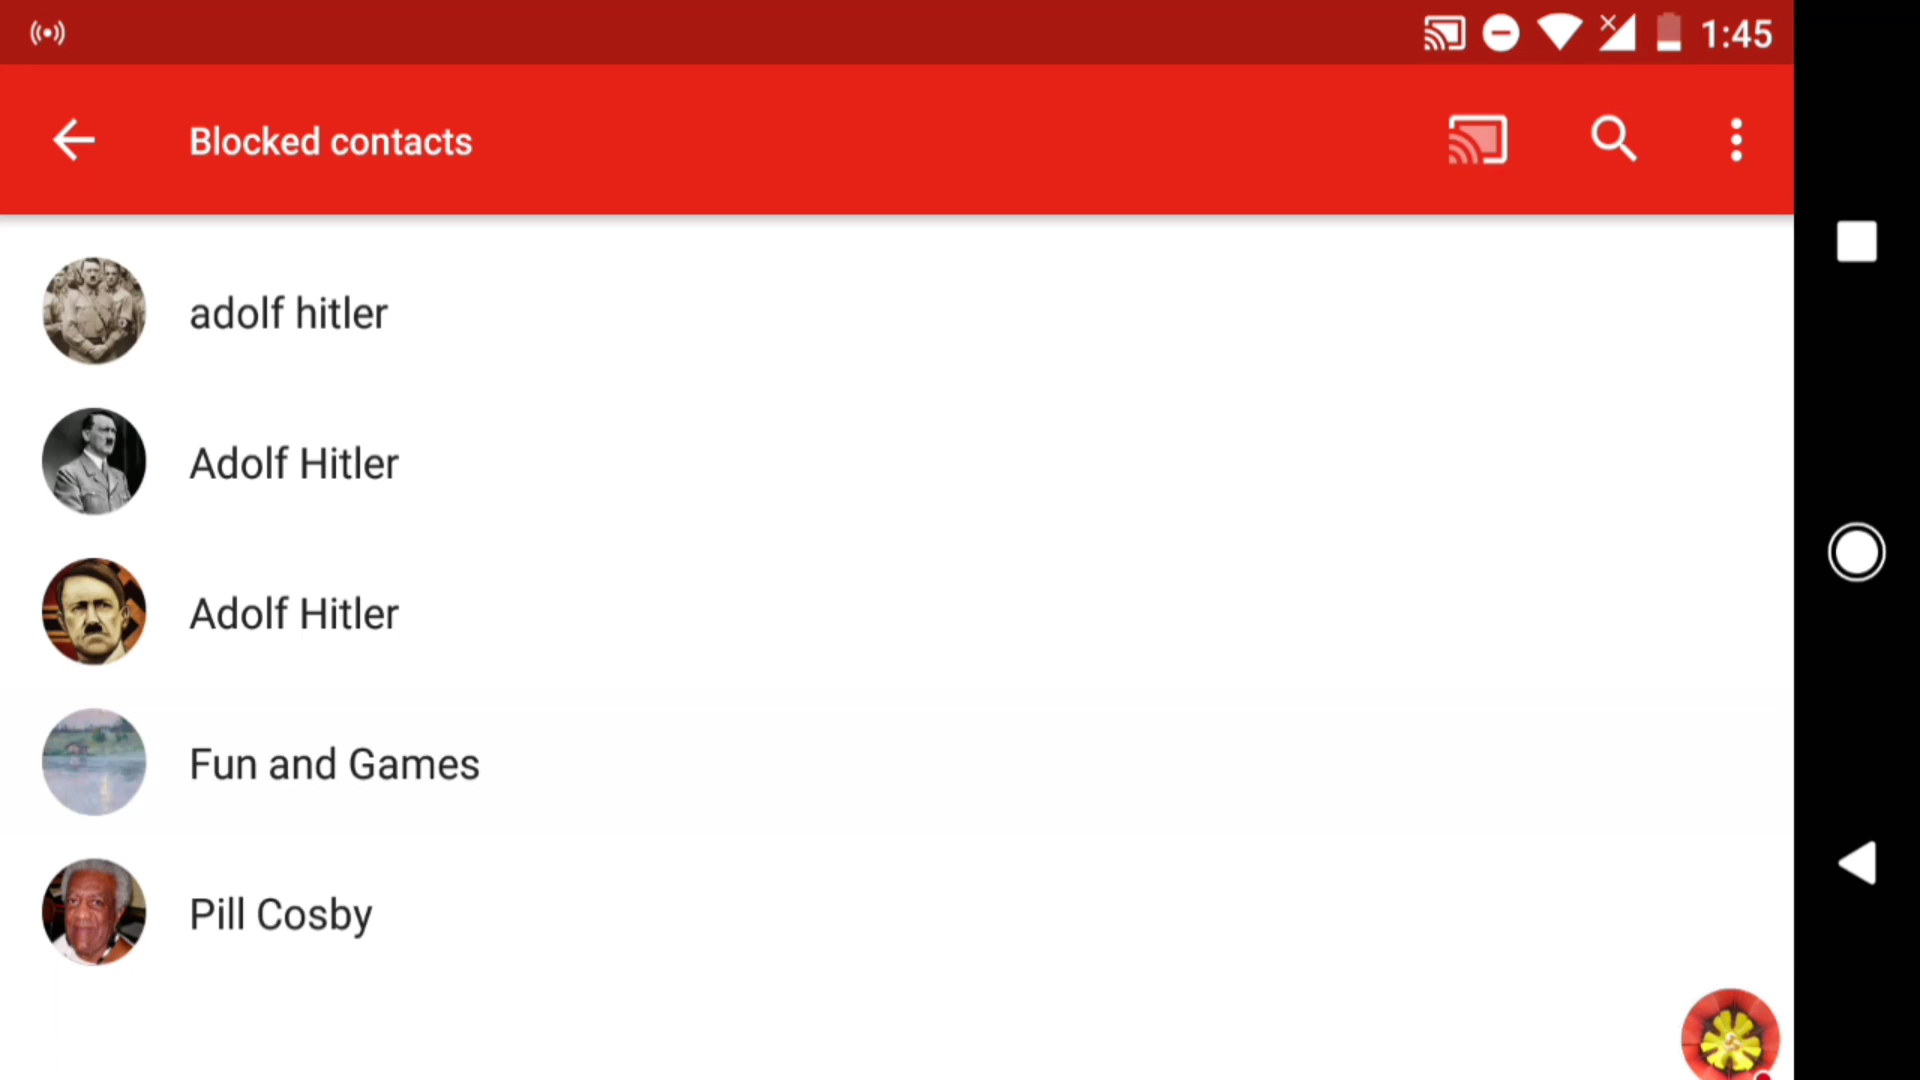 1:45
Blocked contacts
adolf hitler
Adolf Hitler
Adolf Hitler
Fun and Games
Pill Cosby